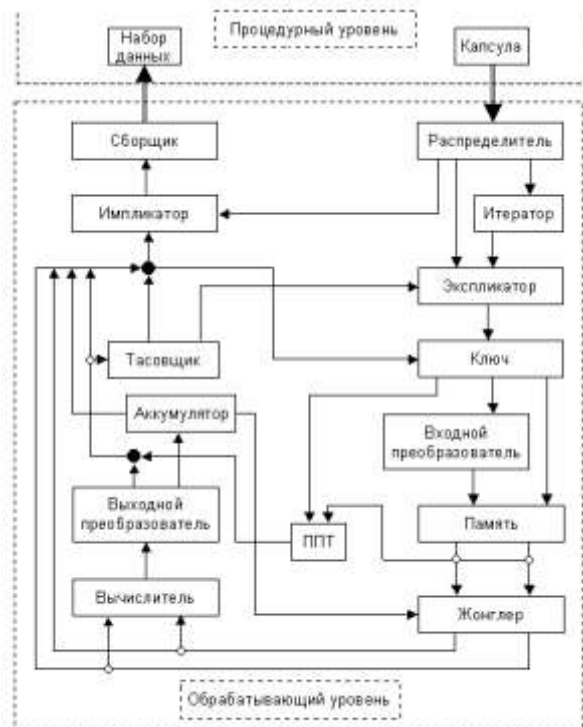 Процедурный уровень
Набор
данных
Капсула
Сборщик
Распределитель
Импликатор
Итератор
Экспликатор
Тасовщик
Ключ
Аккумулятор
Входной
преобразователь
Выходной
преобразователь
ППТ
Память
Вычислитель
Жонглер
Обрабатывающий уровень